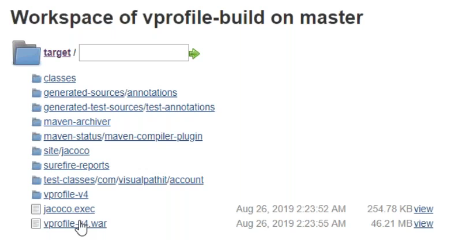 Workspace of vprofile-build on master
target /
classes
generated-sources/annotations
generated-test-sources/test-annotations
maven-archiver
maven-status/maven-compiler-plugin
site/jacoco
surefire-reports
test-classes/com/visualpathit/account
vprofile-v4
jacoco.exec Aug 26, 2019 2:23:52 AM 254.78 KB view
vprofile-v4.war Aug 26, 2019 2:23:55 AM 46.21 MB view